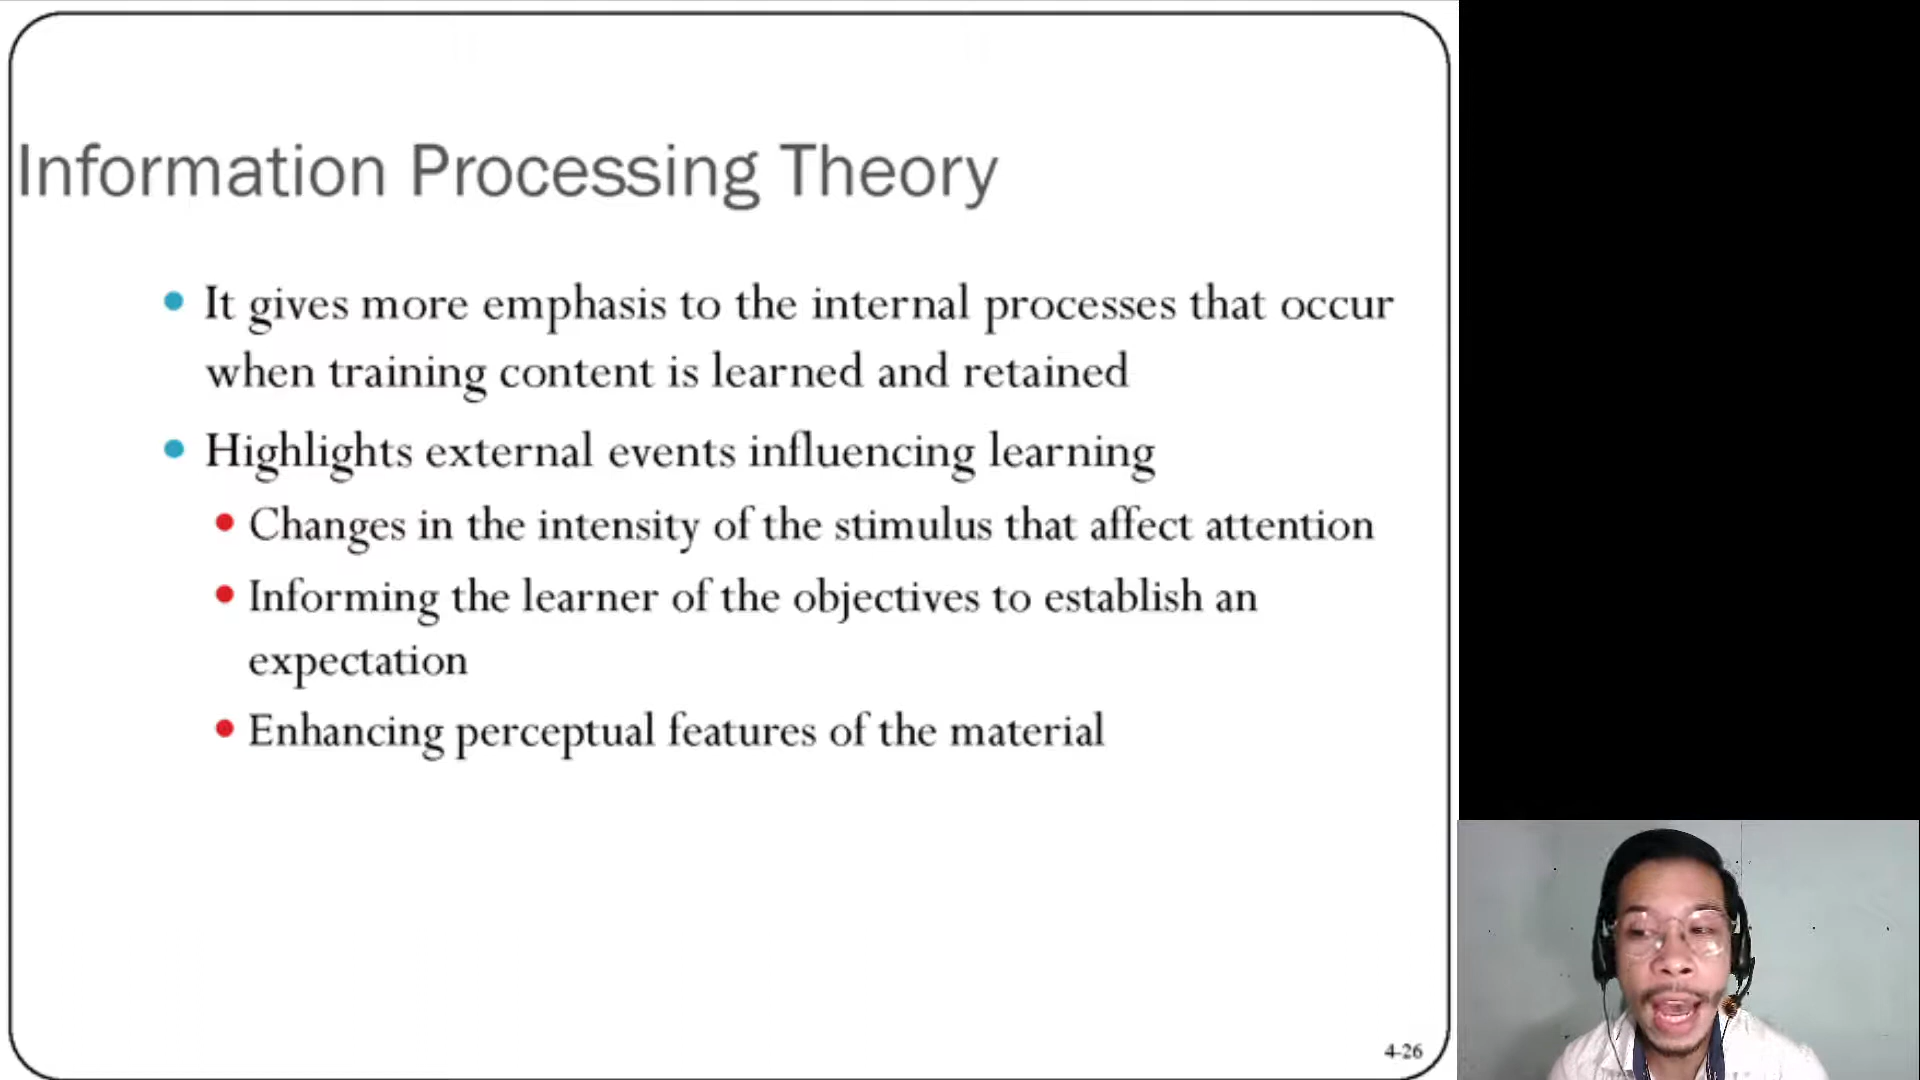 Information Processing Theory
It gives more emphasis to the internal processes that occur
when training content is learned and retained
Highlights external events influencing learning
Changes in the intensity of the stimulus that affect attention
Informing the learner of the objectives to establish an
expectation
Enhancing perceptual features of the material
4-26